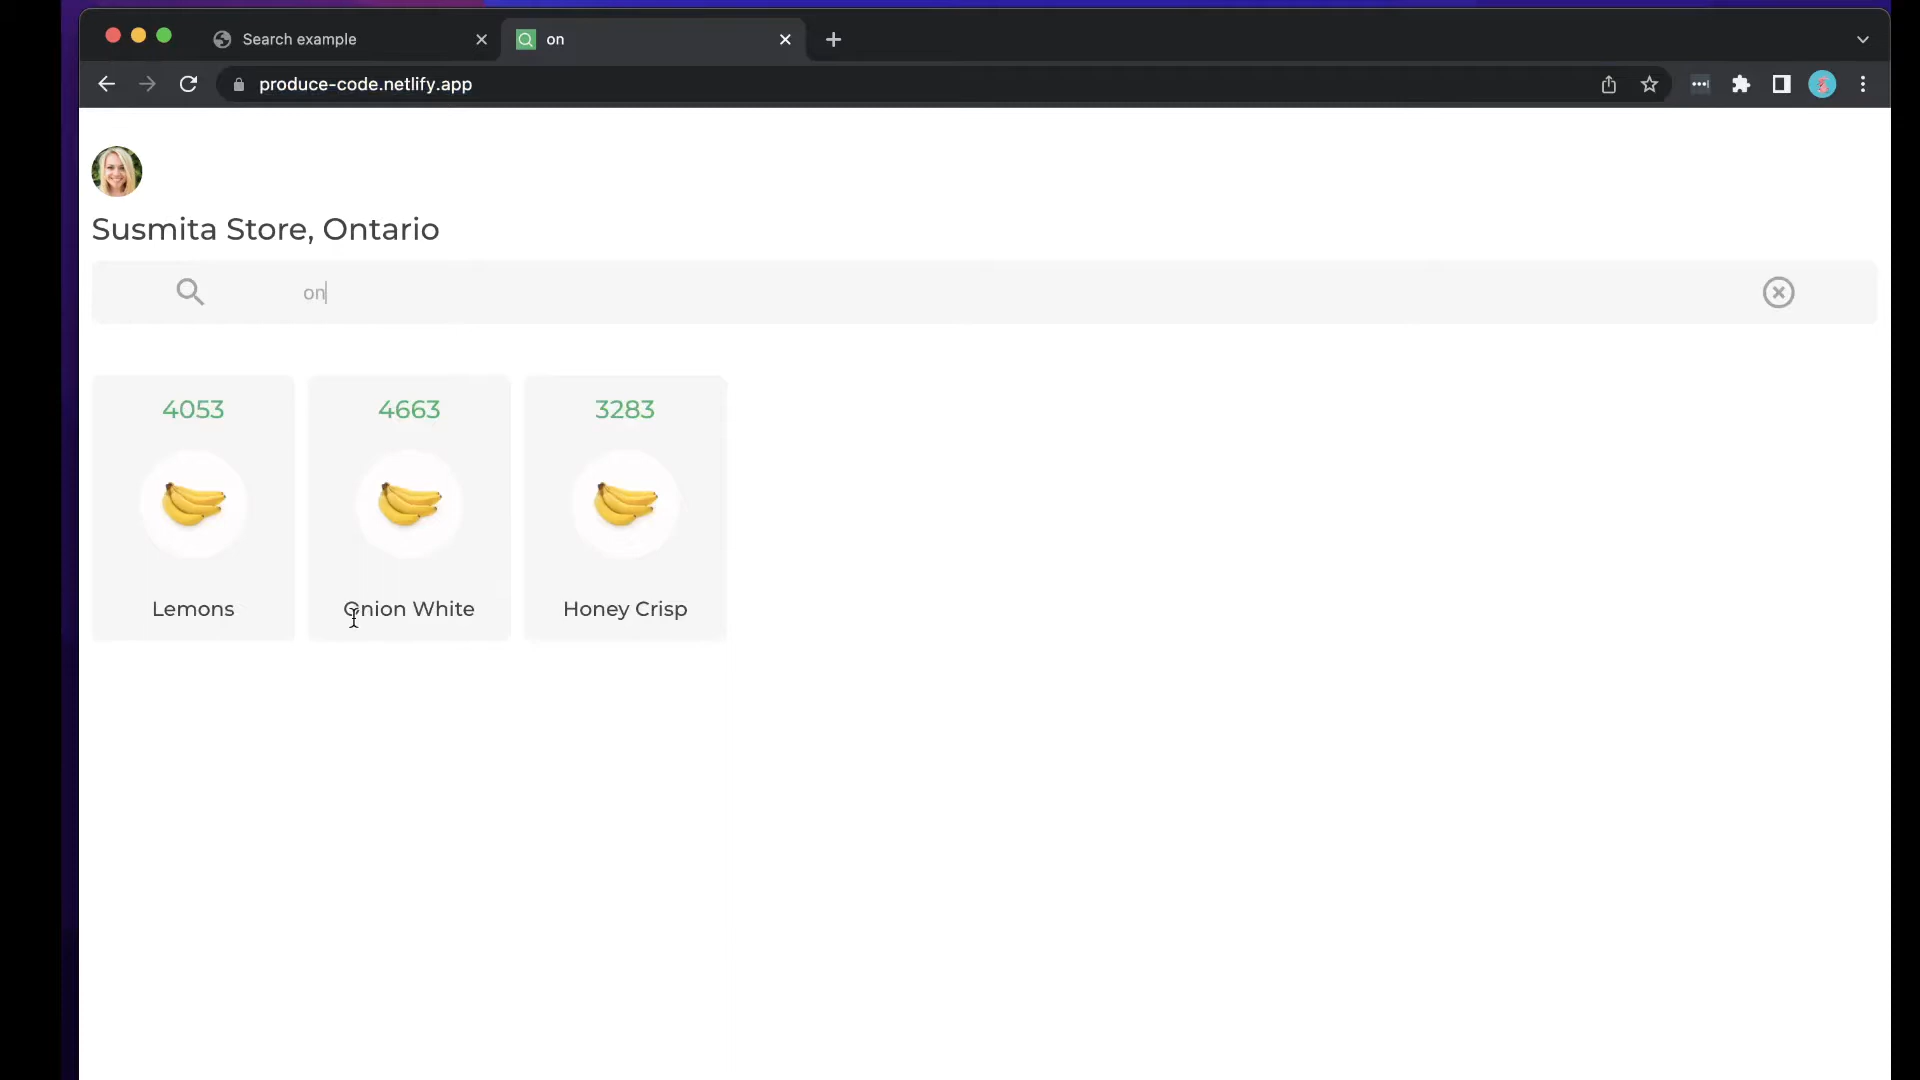 Search example
on
produce-code.netlify.app
Susmita Store, Ontario
on
4053
4663
3283
Lemons
Onion White
Honey Crisp